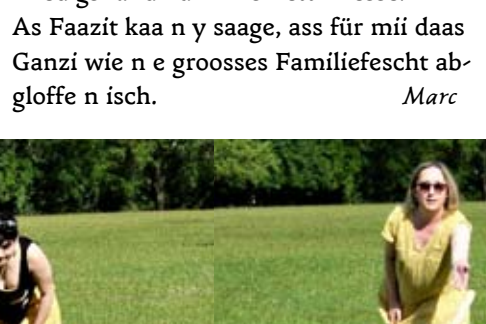 As Faazit kaa n y saage, ass für mii daas
Ganzi wie n e groosses Familiefescht ab-
gloffe n isch. Marc